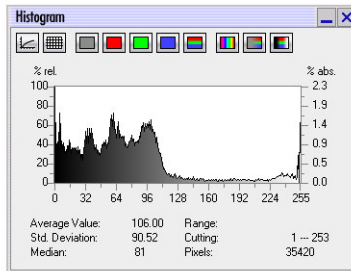 Histogram
% rel.
% abs.
100
80
60
40
20
0
2.3
1.9
1.4
0.9
0.5
0.0
0 32 64 96 128 160 192 224 255
Average Value: 106.00 Range:
Std. Deviation: 90.52 Cutting: 1 --- 253
Median: 81 Pixels: 35420